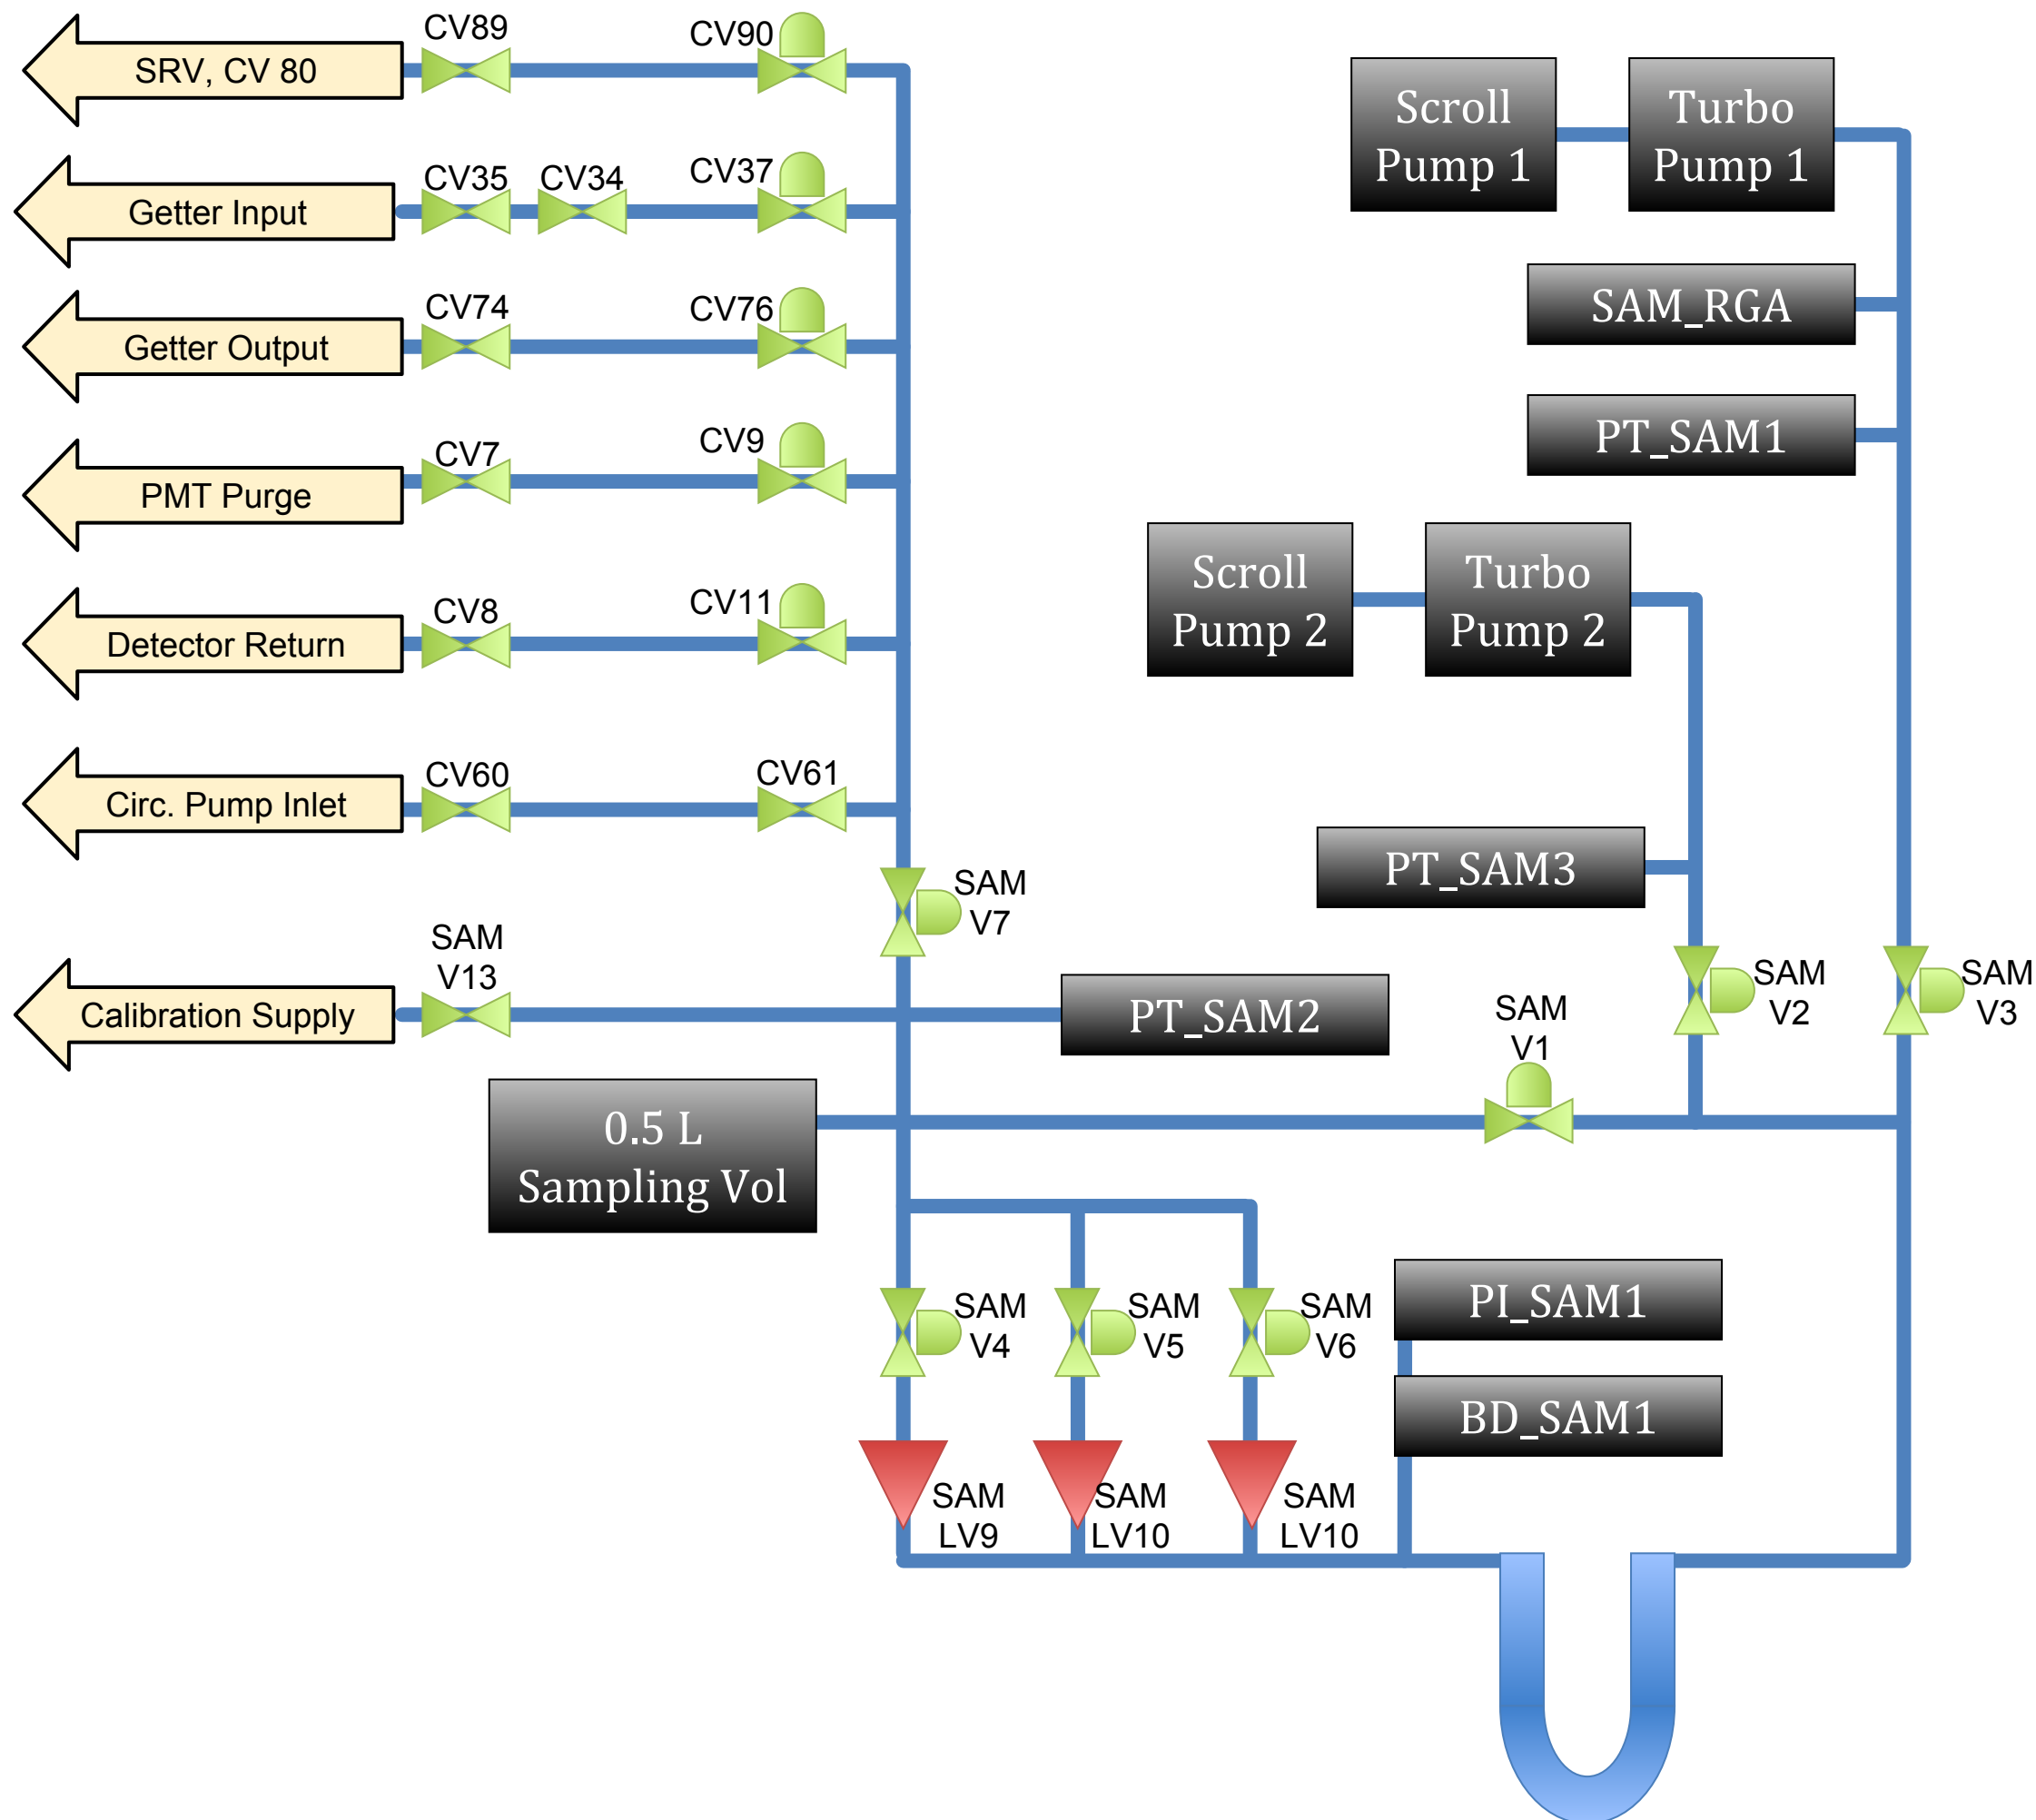 CV89
CV90
SRV, CV 80
Scroll
Pump 1
Turbo
Pump 1
CV35
CV34
CV37
Getter Input
SAM_RGA
CV74
CV76
Getter Output
PT_SAM1
CV7
CV9
PMT Purge
Scroll
Pump 2
Turbo
Pump 2
CV8
CV11
Detector Return
CV60
CV61
Circ. Pump Inlet
PT_SAM3
SAM
V7
SAM
V13
Calibration Supply
PT_SAM2
SAM
V1
SAM
V2
SAM
V3
0.5 L
Sampling Vol
SAM
V4
SAM
V5
SAM
V6
PI_SAM1
BD_SAM1
SAM
LV9
SAM
LV10
SAM
LV10